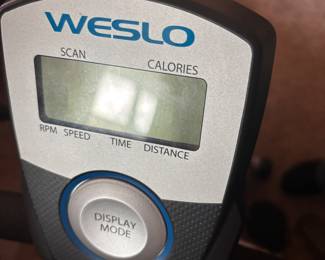 WESLO
SCAN CALORIES
RPM SPEED TIME DISTANCE
DISPLAY
MODE